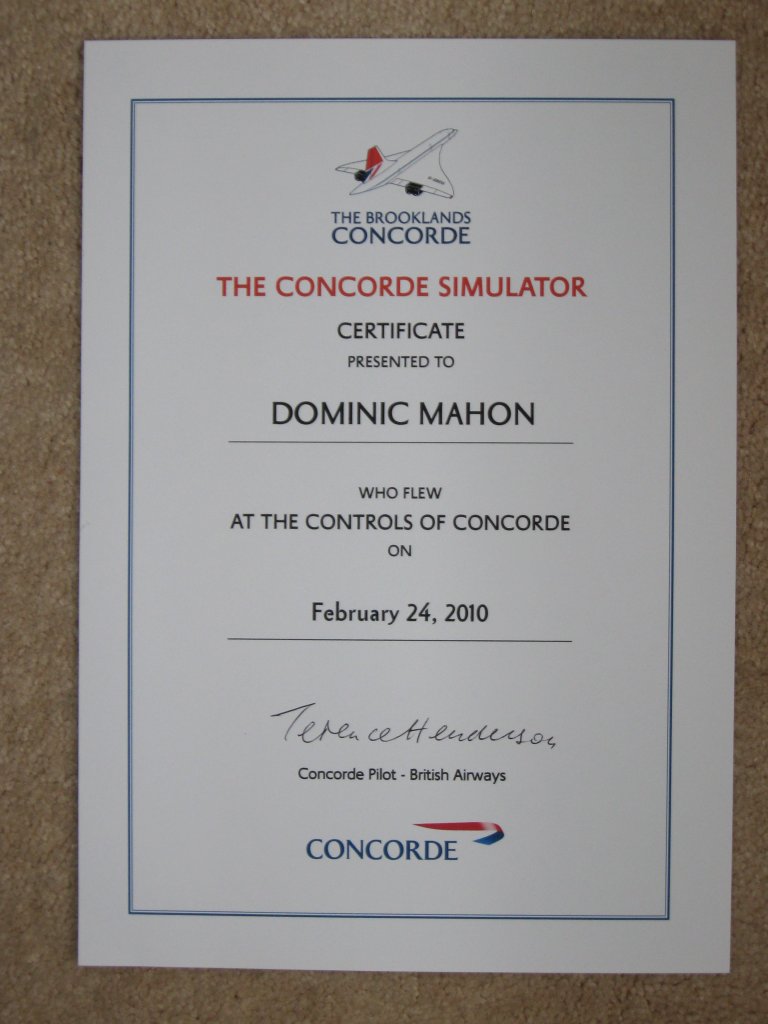 THE BROOKLANDS
CONCORDE
THE CONCORDE SIMULATOR
CERTIFICATE
PRESENTED TO
DOMINIC MAHON
WHO FLEW
AT THE CONTROLS OF CONCORDE
ON
February 24, 2010
Terence Henderson
Concorde Pilot - British Airways
CONCORDE